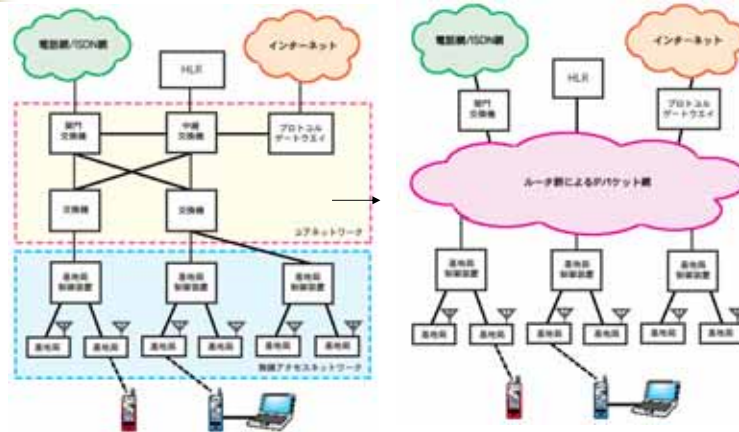 電話網/ISDN網
インターネット
HLR
関門
交換機
中継
交換機
プロトコル
ゲートウエイ
交換機
交換機
コアネットワーク
基地局
制御装置
基地局
制御装置
基地局
制御装置
基地局
基地局
基地局
基地局
基地局
基地局
無線アクセスネットワーク
電話網/ISDN網
インターネット
HLR
関門
交換機
プロトコル
ゲートウエイ
ルータ群によるIPパケット網
基地局
制御装置
基地局
制御装置
基地局
制御装置
基地局
基地局
基地局
基地局
基地局
基地局